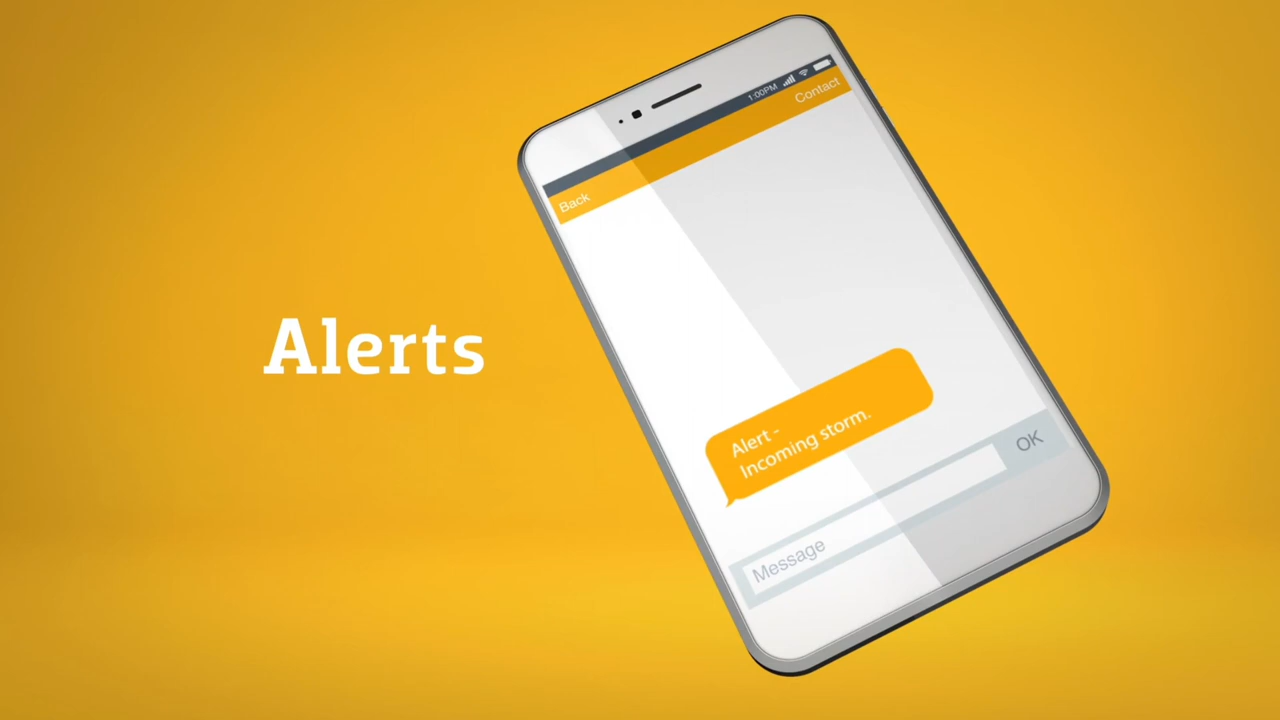 Alerts
1:00PM
Back
Contact
Alert -
Incoming storm.
Message
OK